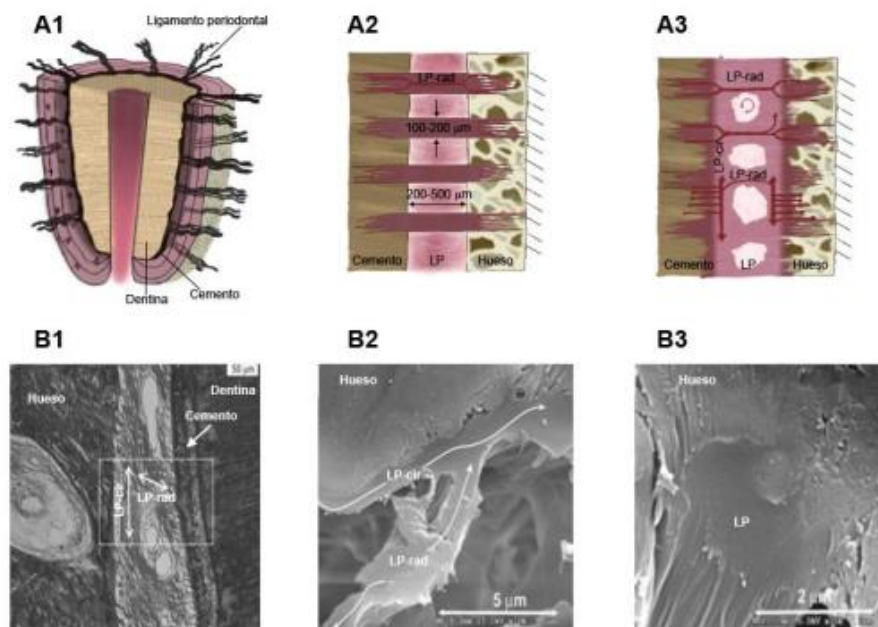 A1
Ligamento periodontal
Dentina
Cemento
A2
LP-rad
100-200 µm
200-500 µm
Cemento LP Hueso
A3
LP-rad
LP-cir
LP-rad
Cemento LP Hueso
B1
50 µm
Hueso
Dentina
Cemento
LP-cir
LP-rad
B2
Hueso
LP-cir
LP-rad
5 µm
B3
Hueso
LP
2 µm